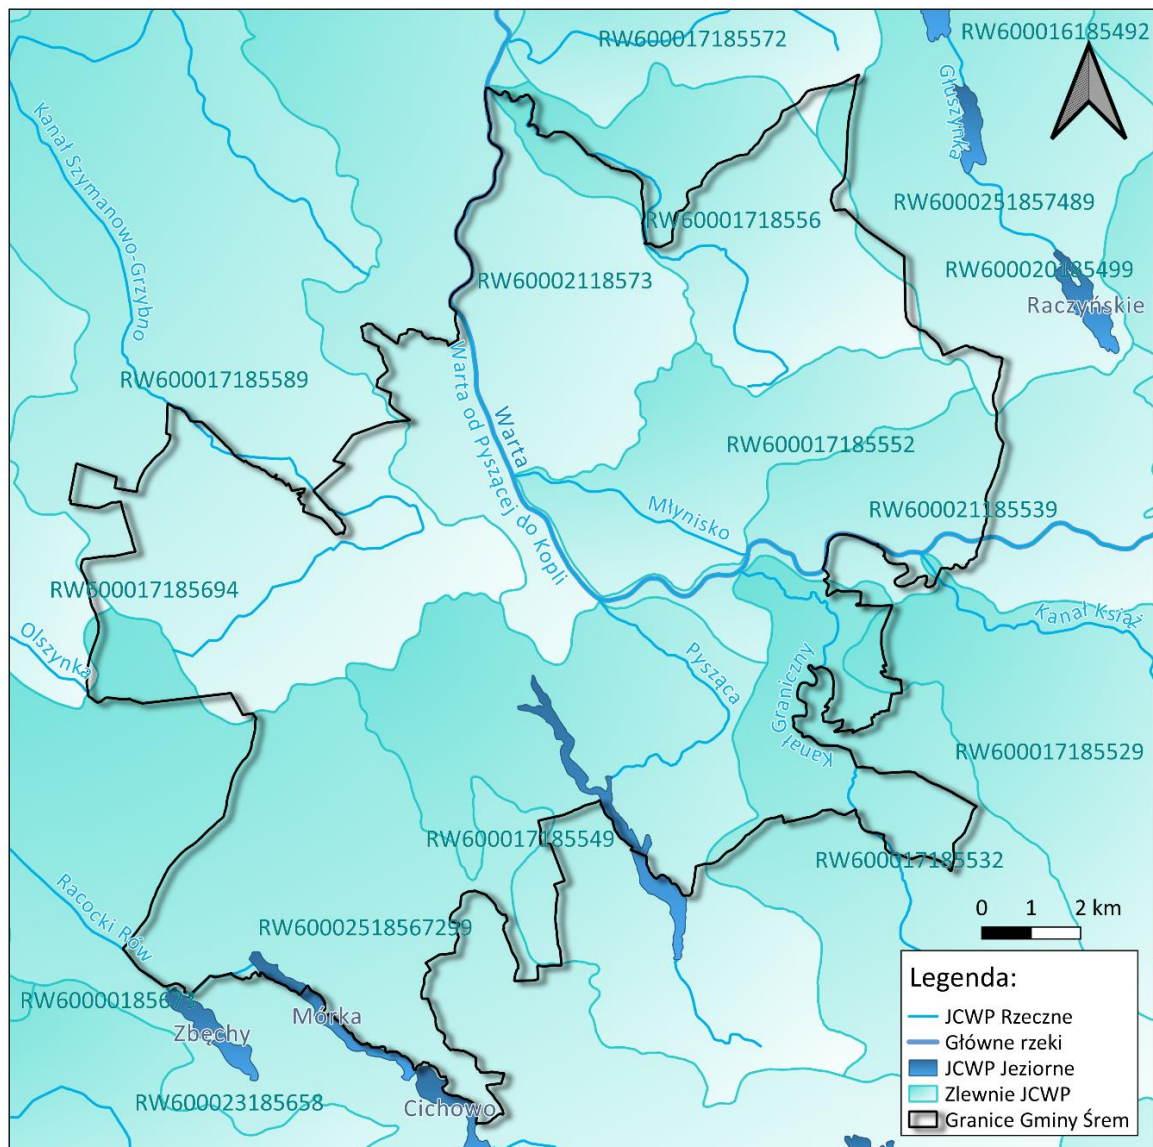 RW600017185572
RW600016185492
Głuszynka
Kanał Szymanowo-Grzybno
RW6000251857489
RW60001718556
RW600020185499
RW60002118573
Raczyńskie
RW600017185589
Warta
Warta od Pyszącej do Kopli
RW600017185552
Młynisko
RW600021185539
RW600017185694
Olszynka
Kanał Książ
Pysząca
Kanał Graniczny
RW600017185529
RW600017185549
RW600017185532
Racocki Rów
RW60002518567299
0 1 2 km
Legenda:
JCWP Rzeczne
Główne rzeki
JCWP Jeziorne
Zlewnie JCWP
Granice Gminy Śrem
RW60000185673
Zbęchy
Mórka
RW600023185658
Cichowo